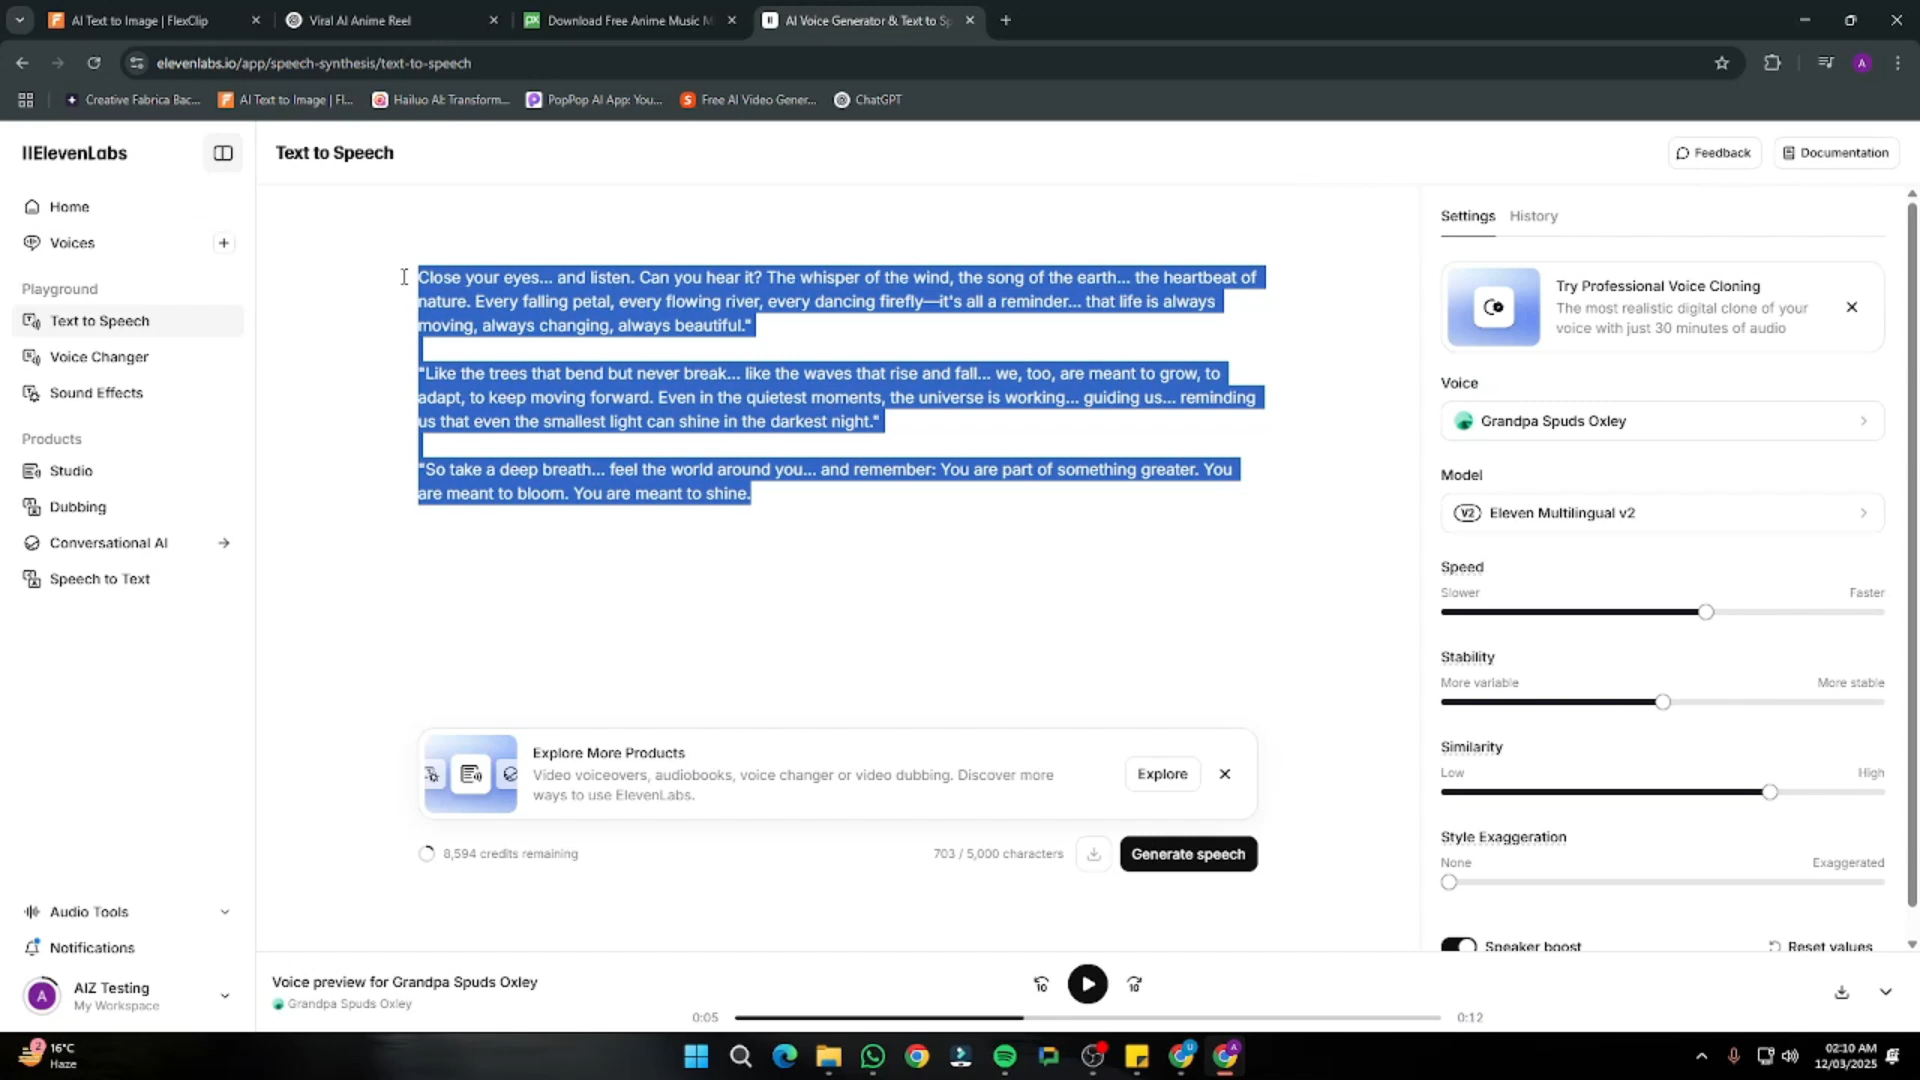 AI Text to Image | FlexClip
Viral AI Anime Reel
Download Free Anime Music M
AI Voice Generator & Text to Sp
elevenlabs.io/app/speech-synthesis/text-to-speech
Creative Fabrica Bac...
AI Text to Image | Fl...
Hailuo AI: Transform...
PopPop AI App: You...
Free AI Video Gener...
ChatGPT
IIElevenLabs
Text to Speech
Feedback
Documentation
Home
Voices
Playground
Text to Speech
Voice Changer
Sound Effects
Products
Studio
Dubbing
Conversational AI
Speech to Text
Audio Tools
Notifications
A
AIZ Testing
My Workspace
Close your eyes... and listen. Can you hear it? The whisper of the wind, the song of the earth... the heartbeat of
nature. Every falling petal, every flowing river, every dancing firefly—it's all a reminder... that life is always
moving, always changing, always beautiful."
"Like the trees that bend but never break... like the waves that rise and fall... we, too, are meant to grow, to
adapt, to keep moving forward. Even in the quietest moments, the universe is working... guiding us... reminding
us that even the smallest light can shine in the darkest night."
"So take a deep breath... feel the world around you... and remember: You are part of something greater. You
are meant to bloom. You are meant to shine.
Explore More Products
Video voiceovers, audiobooks, voice changer or video dubbing. Discover more
ways to use ElevenLabs.
Explore
8,594 credits remaining
703 / 5,000 characters
Generate speech
Settings
History
Try Professional Voice Cloning
The most realistic digital clone of your
voice with just 30 minutes of audio
Voice
Grandpa Spuds Oxley
Model
V2 Eleven Multilingual v2
Speed
Slower
Faster
Stability
More variable
More stable
Similarity
Low
High
Style Exaggeration
None
Exaggerated
Speaker boost
Reset values
Voice preview for Grandpa Spuds Oxley
Grandpa Spuds Oxley
10
10
0:05
0:12
2
16°C
Haze
02:10 AM
12/03/2025